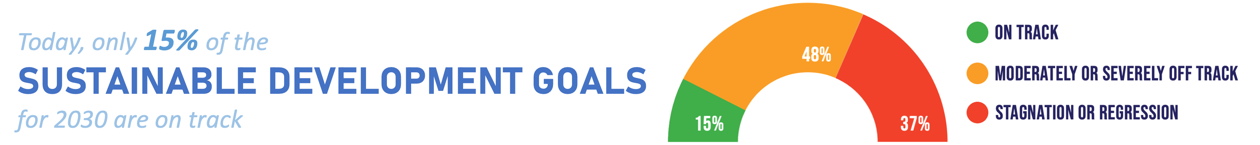 Today, only 15% of the
SUSTAINABLE DEVELOPMENT GOALS
for 2030 are on track
48%
15%
37%
ON TRACK
MODERATELY OR SEVERELY OFF TRACK
STAGNATION OR REGRESSION